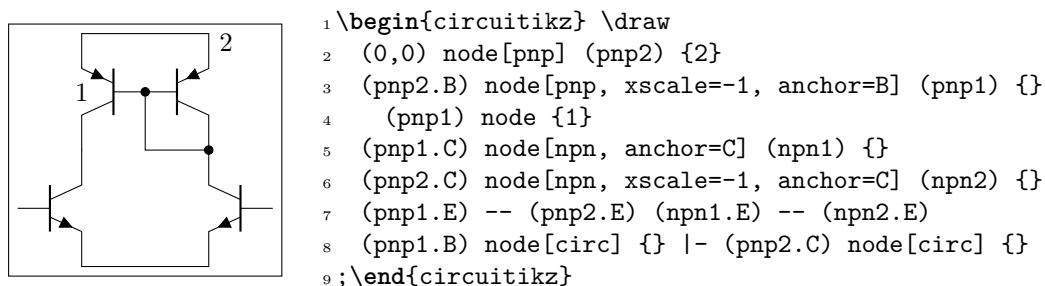 2
1
1 \begin{circuitikz} \draw
2   (0,0) node[pnp] (pnp2) {2}
3   (pnp2.B) node[pnp, xscale=-1, anchor=B] (pnp1) {}
4     (pnp1) node {1}
5   (pnp1.C) node[npn, anchor=C] (npn1) {}
6   (pnp2.C) node[npn, xscale=-1, anchor=C] (npn2) {}
7   (pnp1.E) -- (pnp2.E) (npn1.E) -- (npn2.E)
8   (pnp1.B) node[circ] {} |- (pnp2.C) node[circ] {}
9 ;\end{circuitikz}